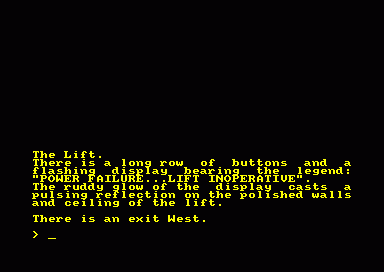 The Lift.
There is a long row of buttons and a
flashing display bearing the legend:
"POWER FAILURE...LIFT INOPERATIVE".
The ruddy glow of the display casts a
pulsing reflection on the polished walls
and ceiling of the lift.
There is an exit West.
> _